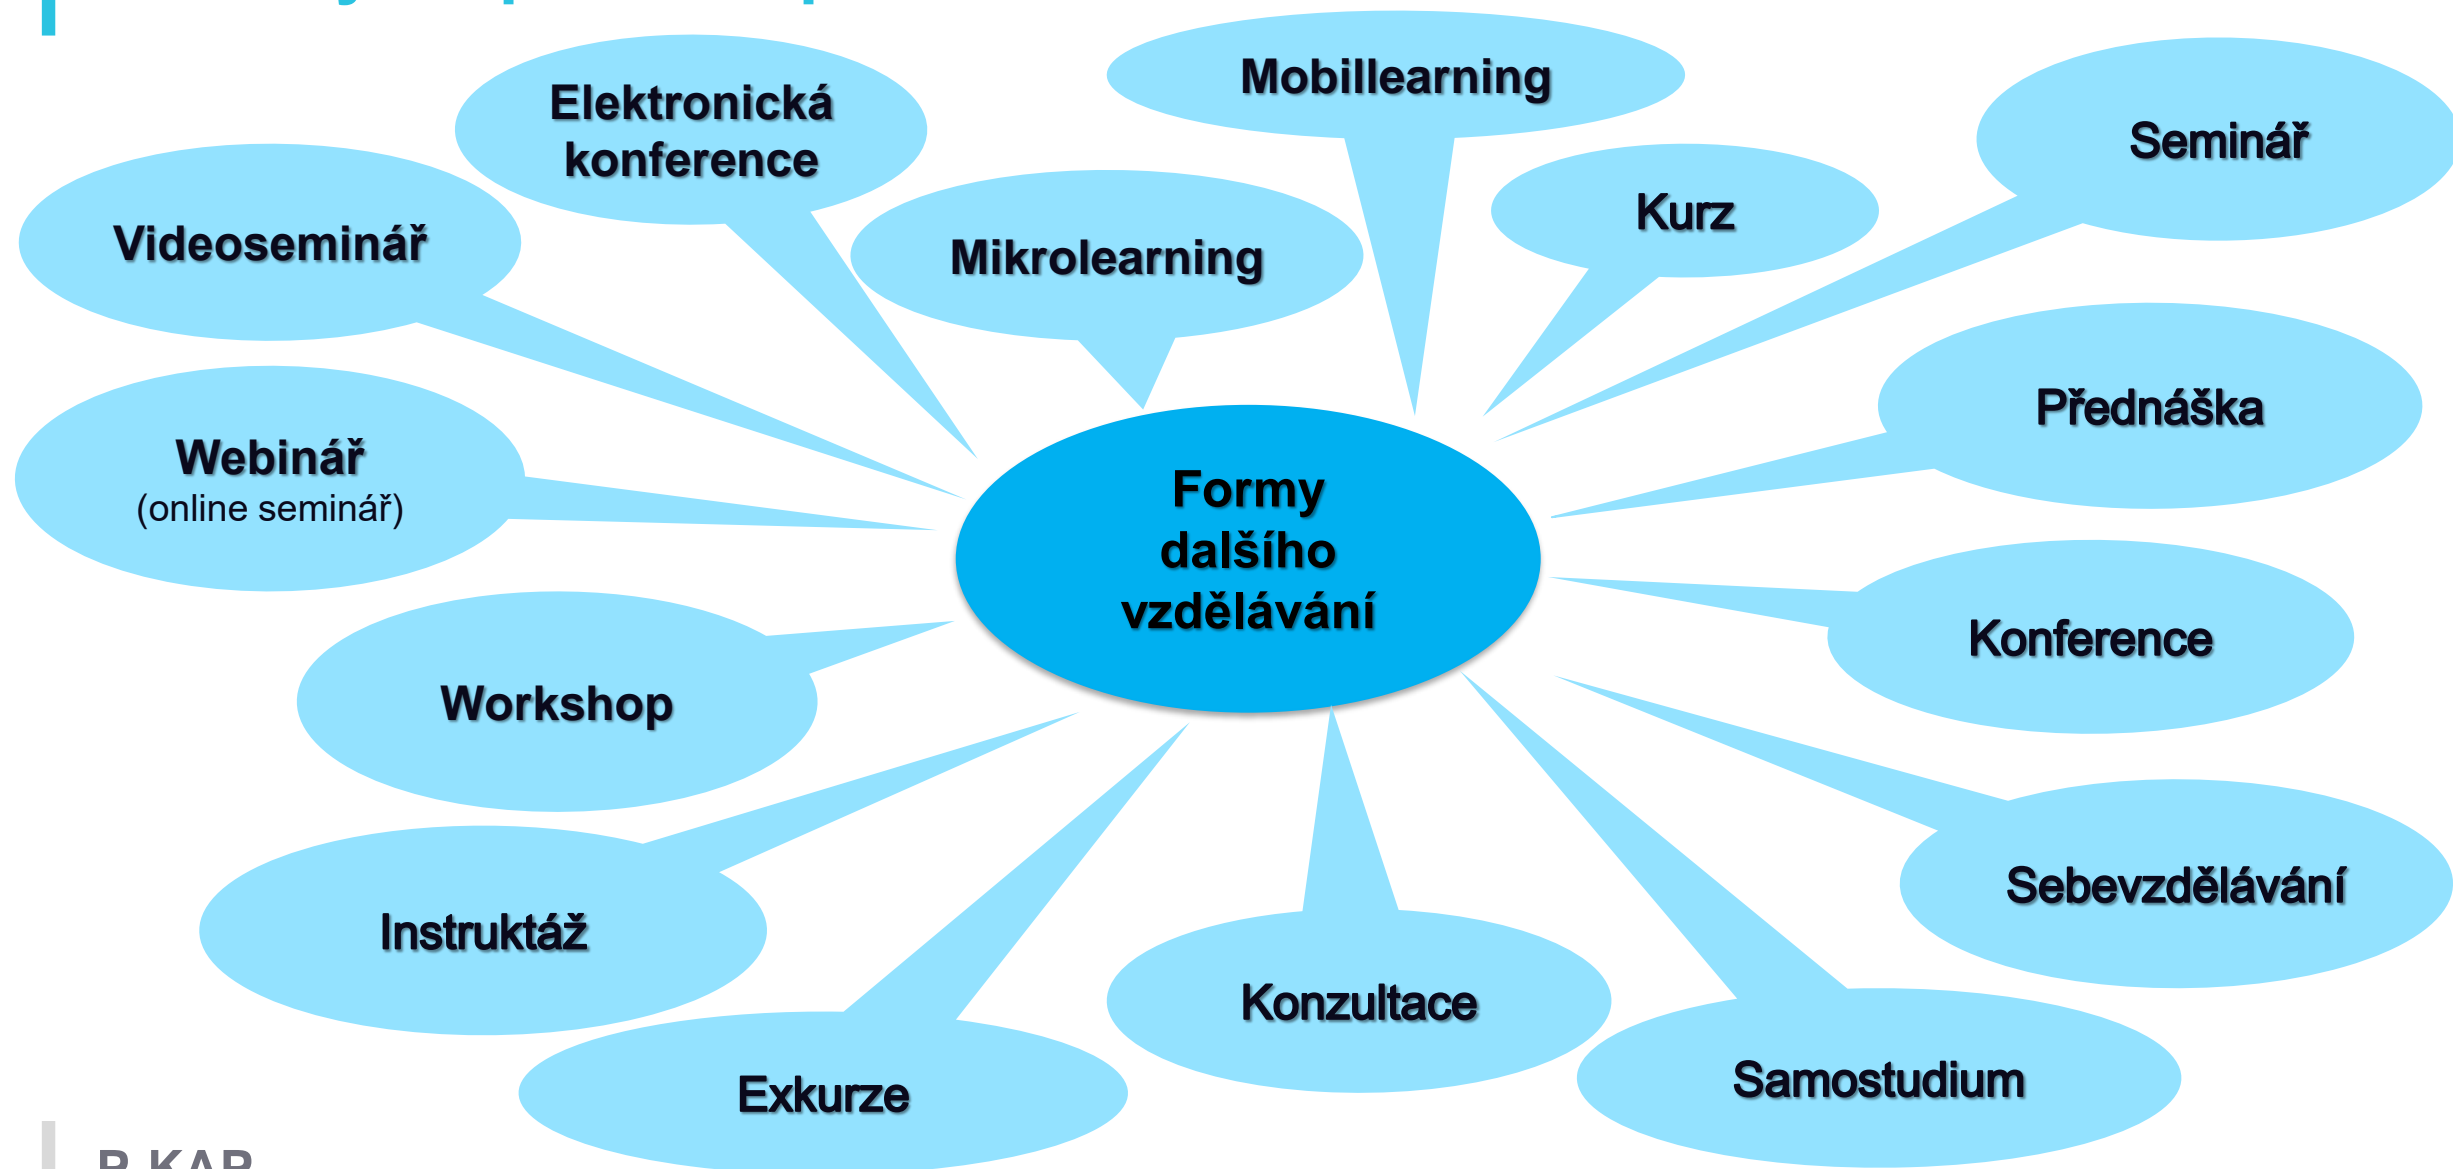 Elektronická
konference
Mobillearning
Seminář
Kurz
Videoseminář
Mikrolearning
Přednáška
Webinář
(online seminář)
Formy
dalšího
vzdělávání
Konference
Workshop
Sebevzdělávání
Instruktáž
Konzultace
Samostudium
Exkurze
P-KAP